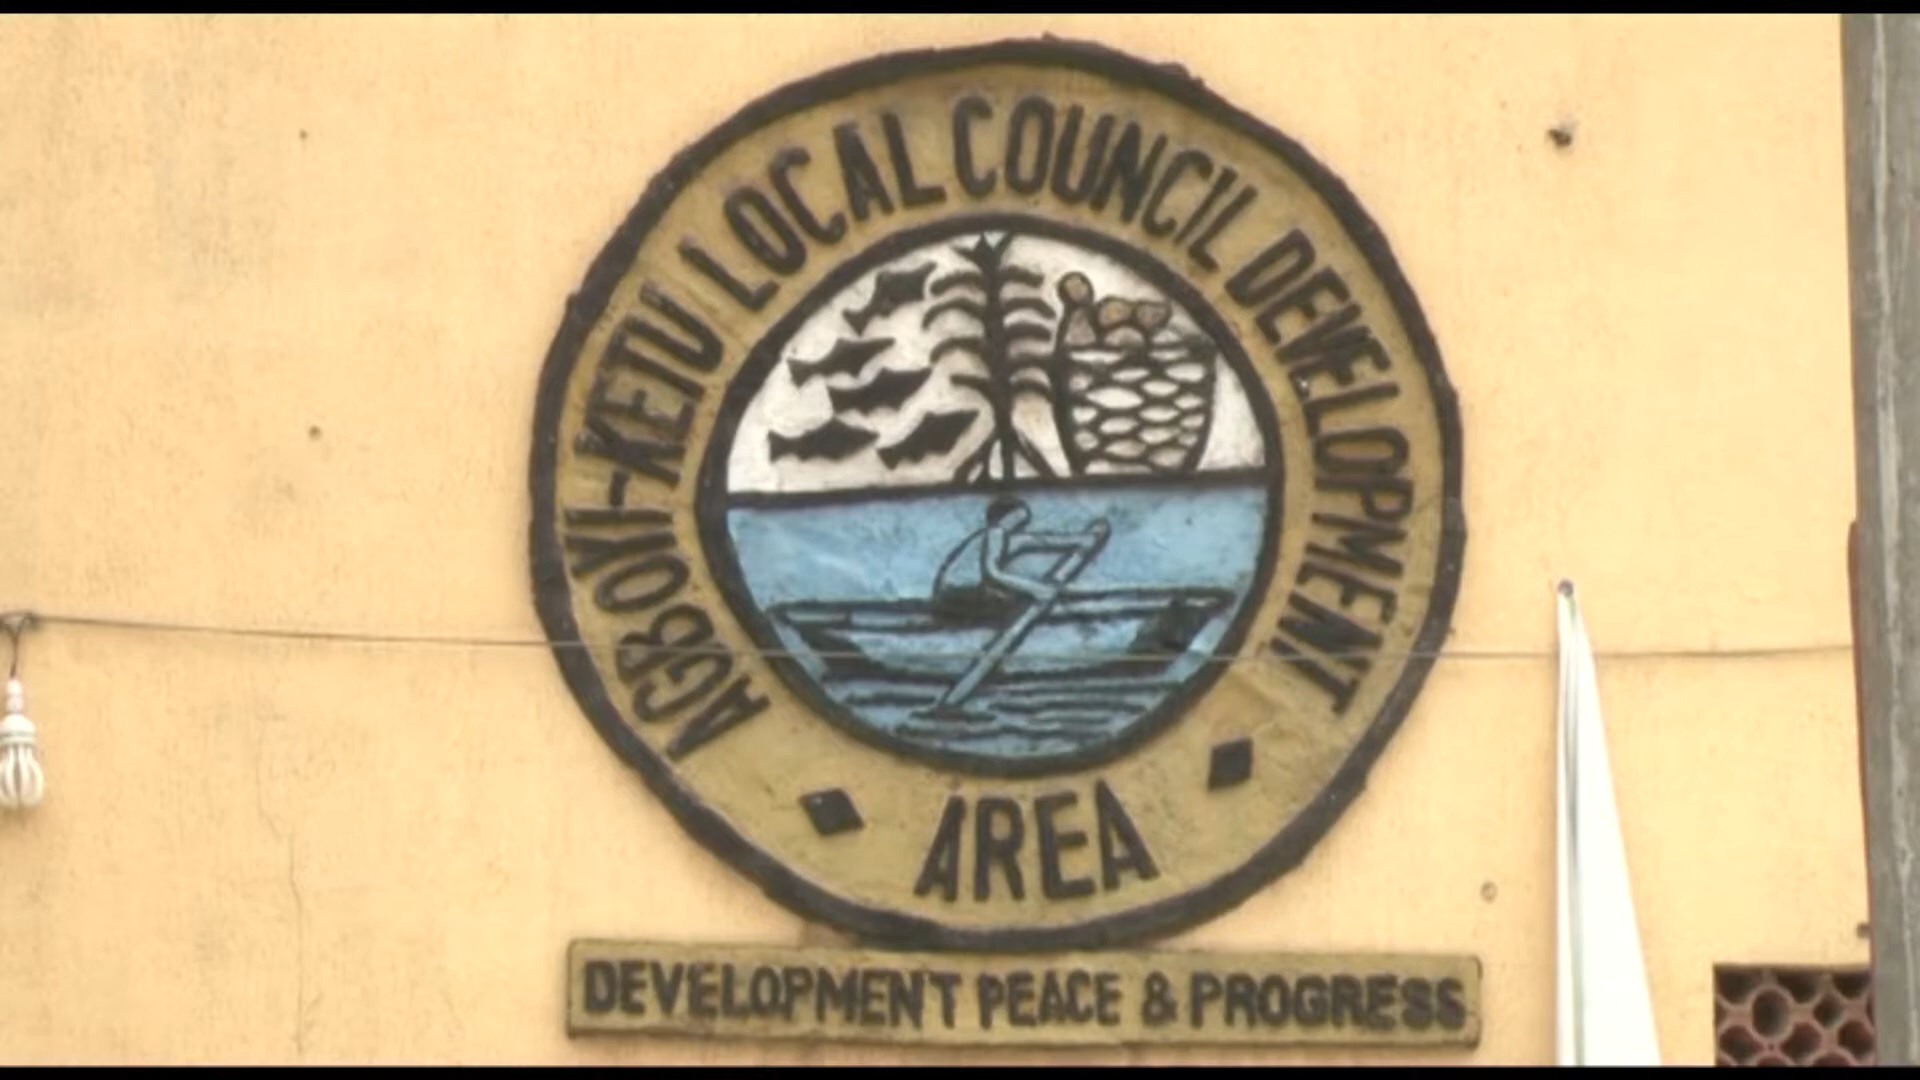 AGBOYI-KETU LOCAL COUNCIL DEVELOPMENT
AREA
DEVELOPMENT PEACE & PROGRESS